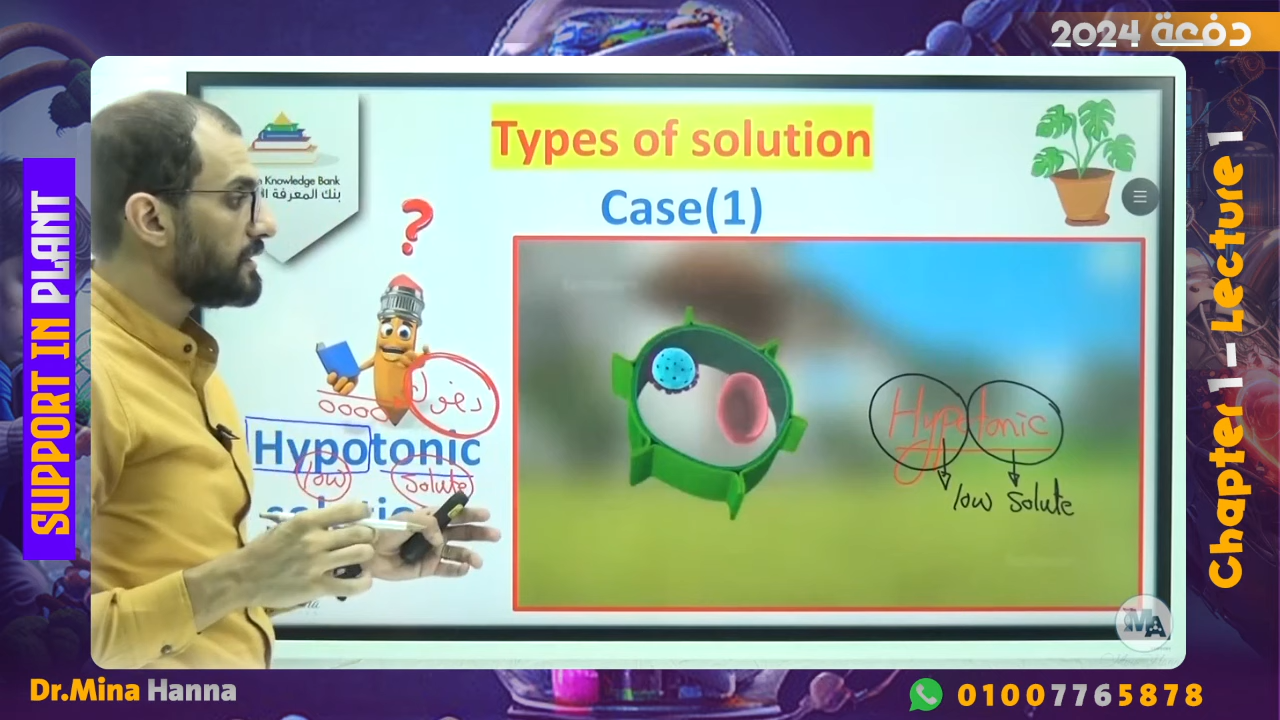 دفعة 2024
Types of solution
Case(1)
Knowledge Bank
بنك المعرفة
SUPPORT IN PLANT
Chapter 1 - Lecture 1
Hypotonic
low solute
Hypotonic
low solute
MA
Dr.Mina Hanna
01007765878